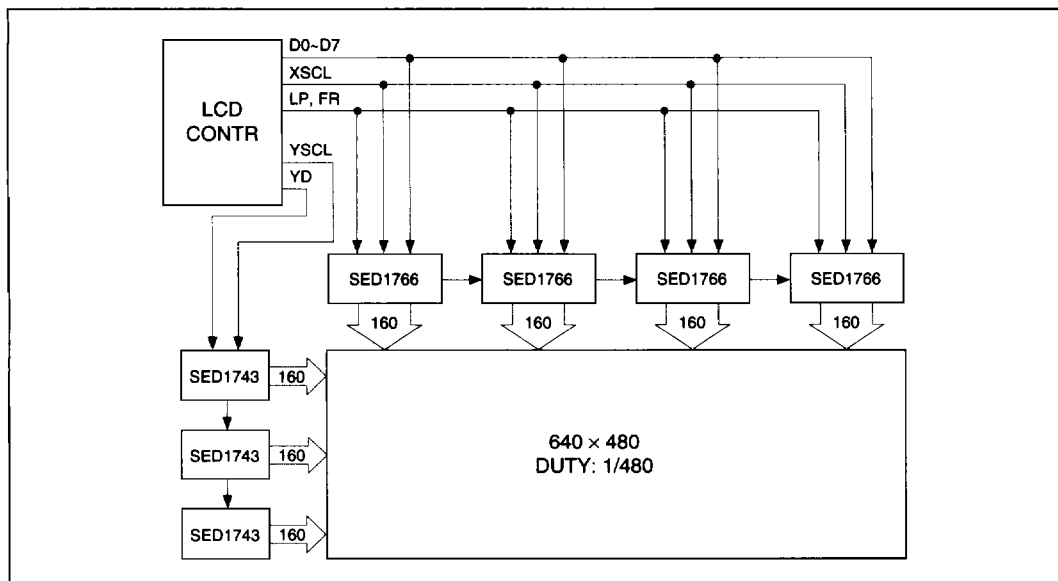 D0~D7
XSCL
LP, FR
LCD
CONTR
YSCL
YD
SED1766
SED1766
SED1766
SED1766
160
160
160
160
SED1743
160
SED1743
160
SED1743
160
640 × 480
DUTY: 1/480